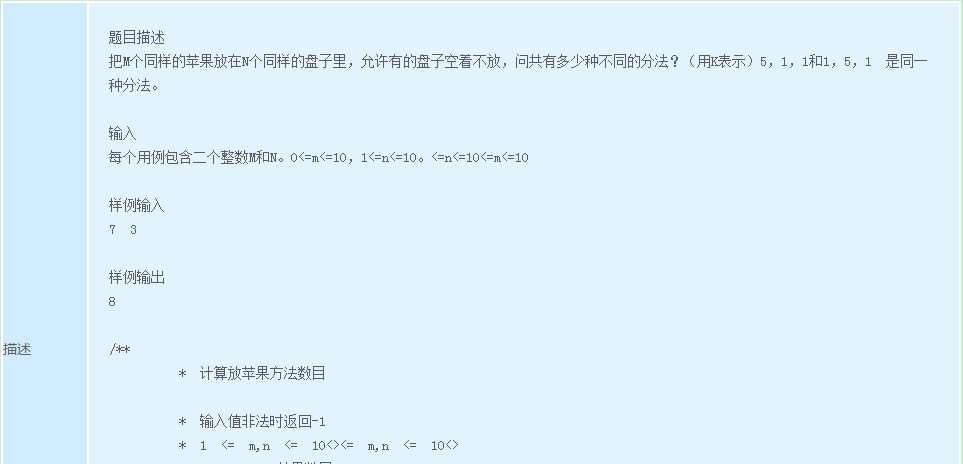 题目描述
把M个同样的苹果放在N个同样的盘子里，允许有的盘子空着不放，问共有多少种不同的分法？（用K表示）5，1，1和1，5，1 是同一
种分法。
输入
每个用例包含二个整数M和N。0<=m<=10，1<=n<=10。<=n<=10<=m<=10
样例输入
7 3
样例输出
8
描述
/**
* 计算放苹果方法数目
* 输入值非法时返回-1
* 1 <= m,n <= 10<><= m,n <= 10<>